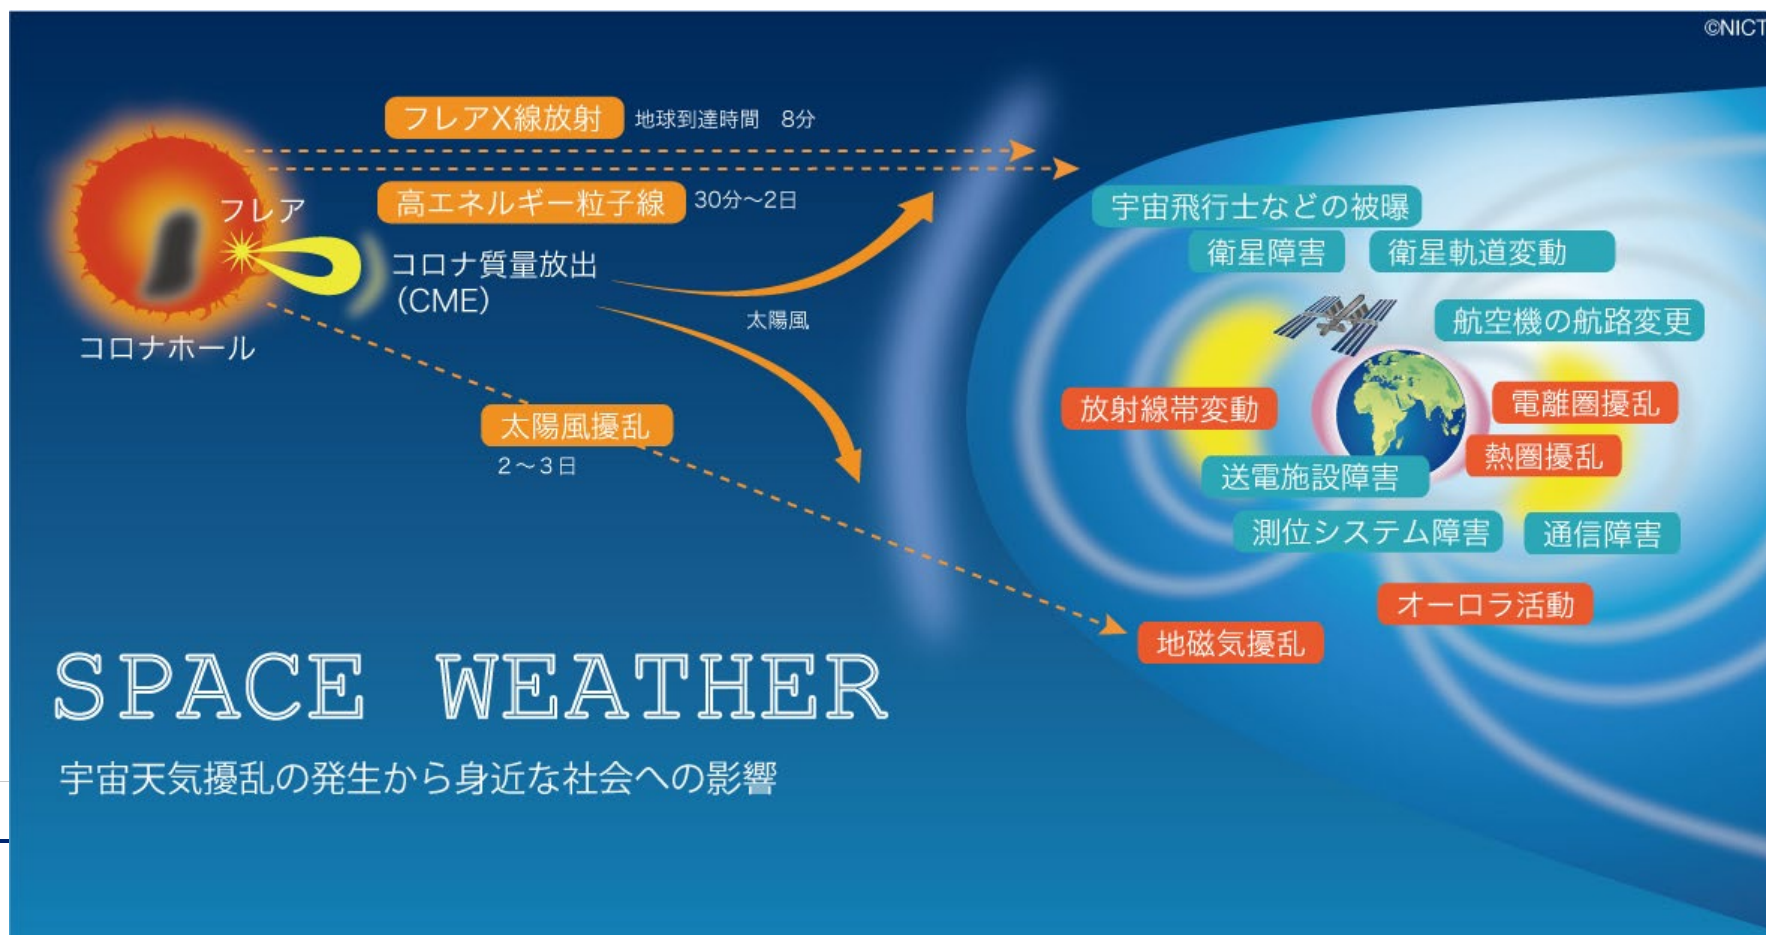 ©NICT
フレアX線放射
地球到達時間　8分
高エネルギー粒子線
30分〜2日
フレア
コロナ質量放出
（CME）
コロナホール
太陽風
太陽風擾乱
2〜3日
宇宙飛行士などの被曝
衛星障害
衛星軌道変動
航空機の航路変更
放射線帯変動
電離圏擾乱
熱圏擾乱
送電施設障害
測位システム障害
通信障害
オーロラ活動
地磁気擾乱
SPACE WEATHER
宇宙天気擾乱の発生から身近な社会への影響